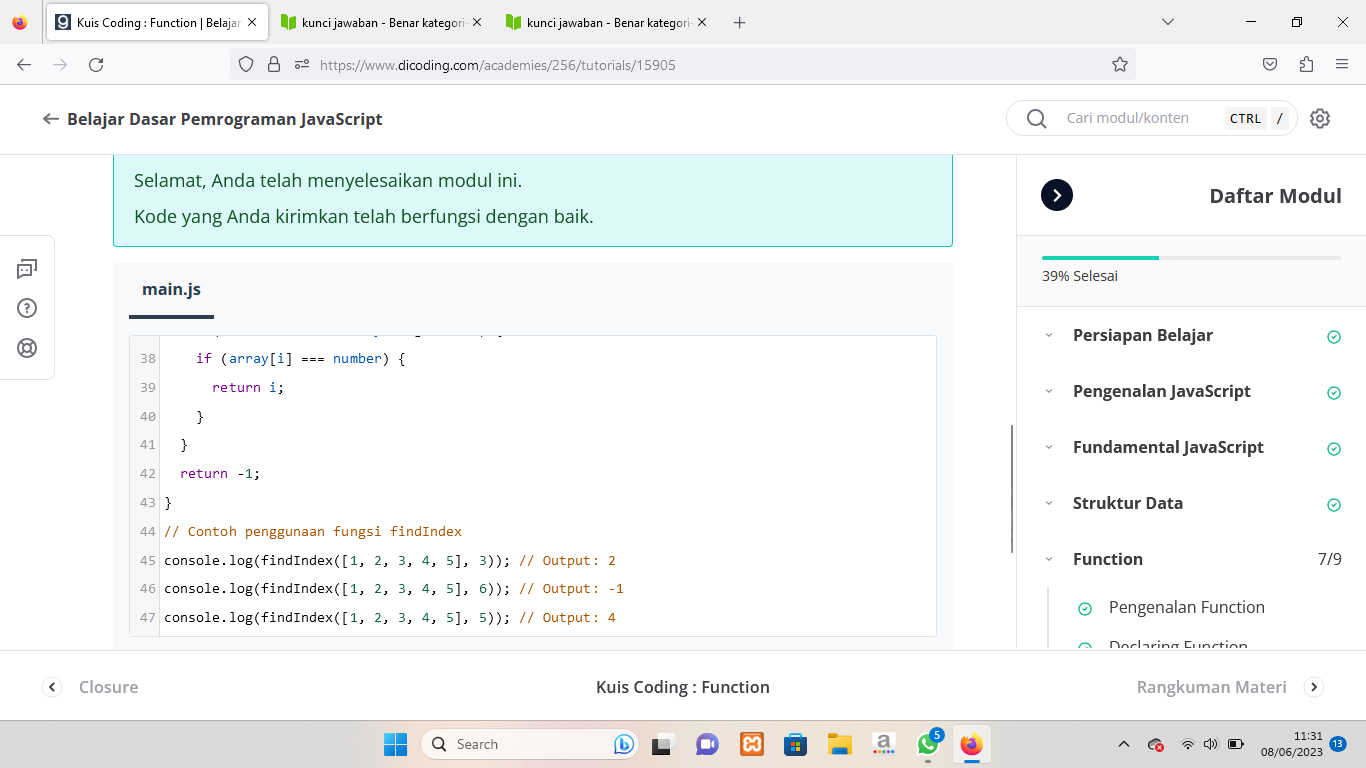 Kuis Coding : Function | Belajar
kunci jawaban - Benar kategori-
kunci jawaban - Benar kategori-
https://www.dicoding.com/academies/256/tutorials/15905
Belajar Dasar Pemrograman JavaScript
Cari modul/konten
CTRL /
Selamat, Anda telah menyelesaikan modul ini.
Kode yang Anda kirimkan telah berfungsi dengan baik.
main.js
38 if (array[i] === number) {
39 return i;
40 }
41 }
42 return -1;
43 }
44 // Contoh penggunaan fungsi findIndex
45 console.log(findIndex([1, 2, 3, 4, 5], 3)); // Output: 2
46 console.log(findIndex([1, 2, 3, 4, 5], 6)); // Output: -1
47 console.log(findIndex([1, 2, 3, 4, 5], 5)); // Output: 4
Daftar Modul
39% Selesai
Persiapan Belajar
Pengenalan JavaScript
Fundamental JavaScript
Struktur Data
Function 7/9
Pengenalan Function
Declaring Function
Closure
Kuis Coding : Function
Rangkuman Materi
Search
5
11:31
08/06/2023
13